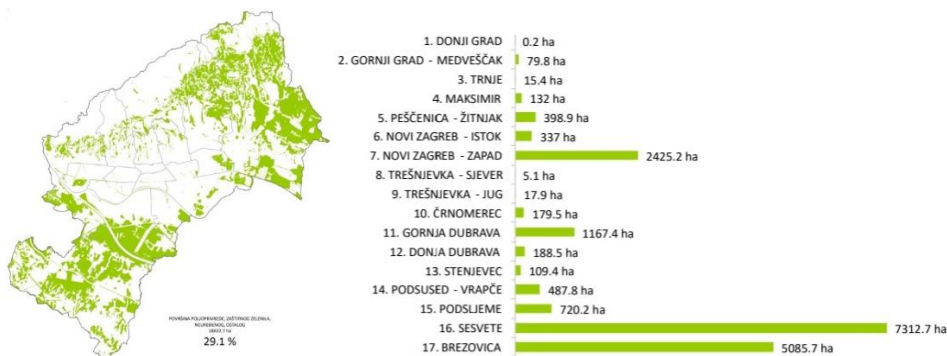 1. DONJI GRAD 0.2 ha
2. GORNJI GRAD - MEDVEŠČAK 79.8 ha
3. TRNJE 15.4 ha
4. MAKSIMIR 132 ha
5. PEŠČENICA - ŽITNJAK 398.9 ha
6. NOVI ZAGREB - ISTOK 337 ha
7. NOVI ZAGREB - ZAPAD 2425.2 ha
8. TREŠNJEVKA - SJEVER 5.1 ha
9. TREŠNJEVKA - JUG 17.9 ha
10. ČRNOMEREC 179.5 ha
11. GORNJA DUBRAVA 1167.4 ha
12. DONJA DUBRAVA 188.5 ha
13. STENJEVEC 109.4 ha
14. PODSUSED - VRAPČE 487.8 ha
15. PODSLJEME 720.2 ha
16. SESVETE 7312.7 ha
17. BREZOVICA 5085.7 ha
POVRŠINA POLJOPRIVREDE, ZAŠTITNOG ZELENILA,
OSTALOG
29.1 %